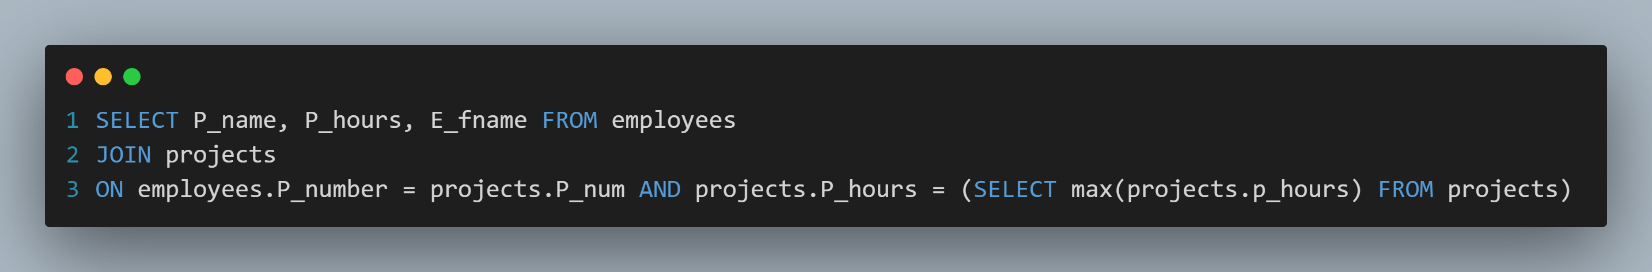 1 SELECT P_name, P_hours, E_fname FROM employees
2 JOIN projects
3 ON employees.P_number = projects.P_num AND projects.P_hours = (SELECT max(projects.p_hours) FROM projects)